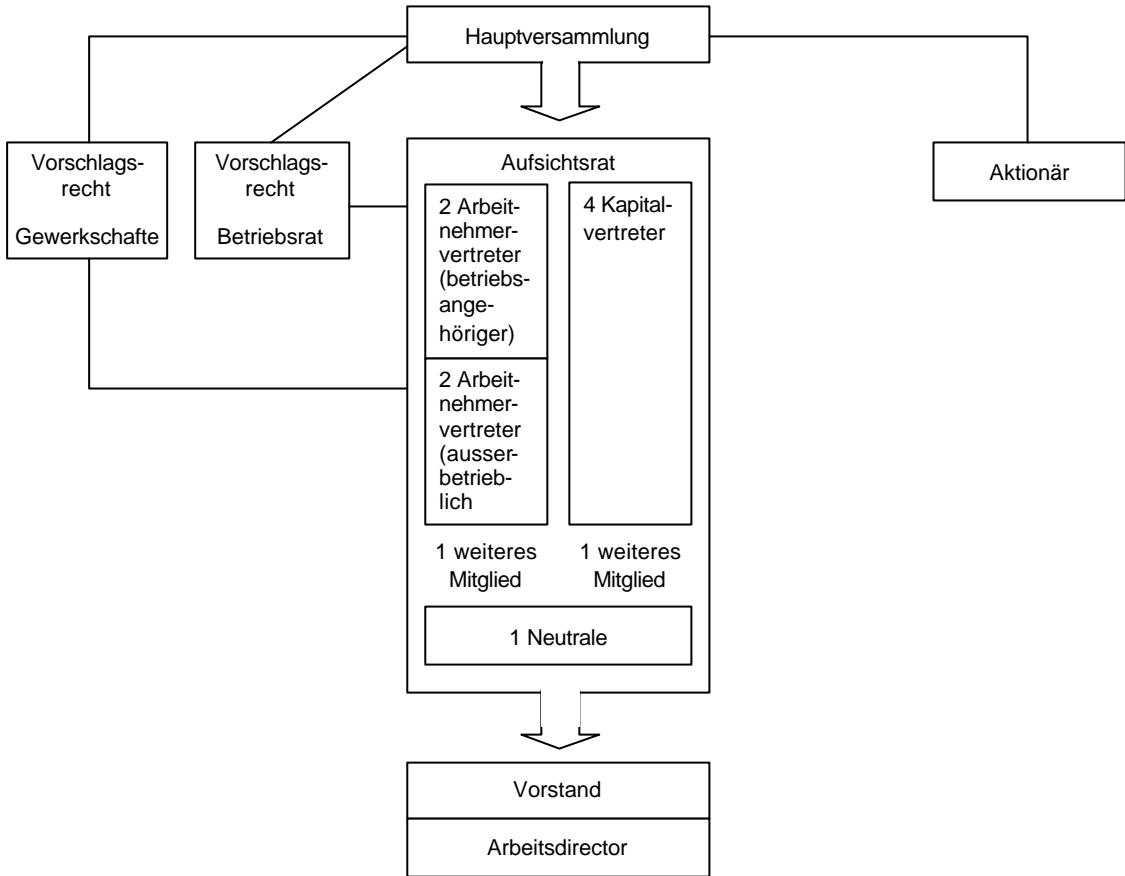 Hauptversammlung
Vorschlags-
recht
Gewerkschafte
Vorschlags-
recht
Betriebsrat
Aufsichtsrat
2 Arbeit-
nehmer-
vertreter
(betriebs-
ange-
höriger)
4 Kapital-
vertreter
2 Arbeit-
nehmer-
vertreter
(ausser-
betrieb-
lich
1 weiteres
Mitglied
1 weiteres
Mitglied
1 Neutrale
Aktionär
Vorstand
Arbeitsdirector